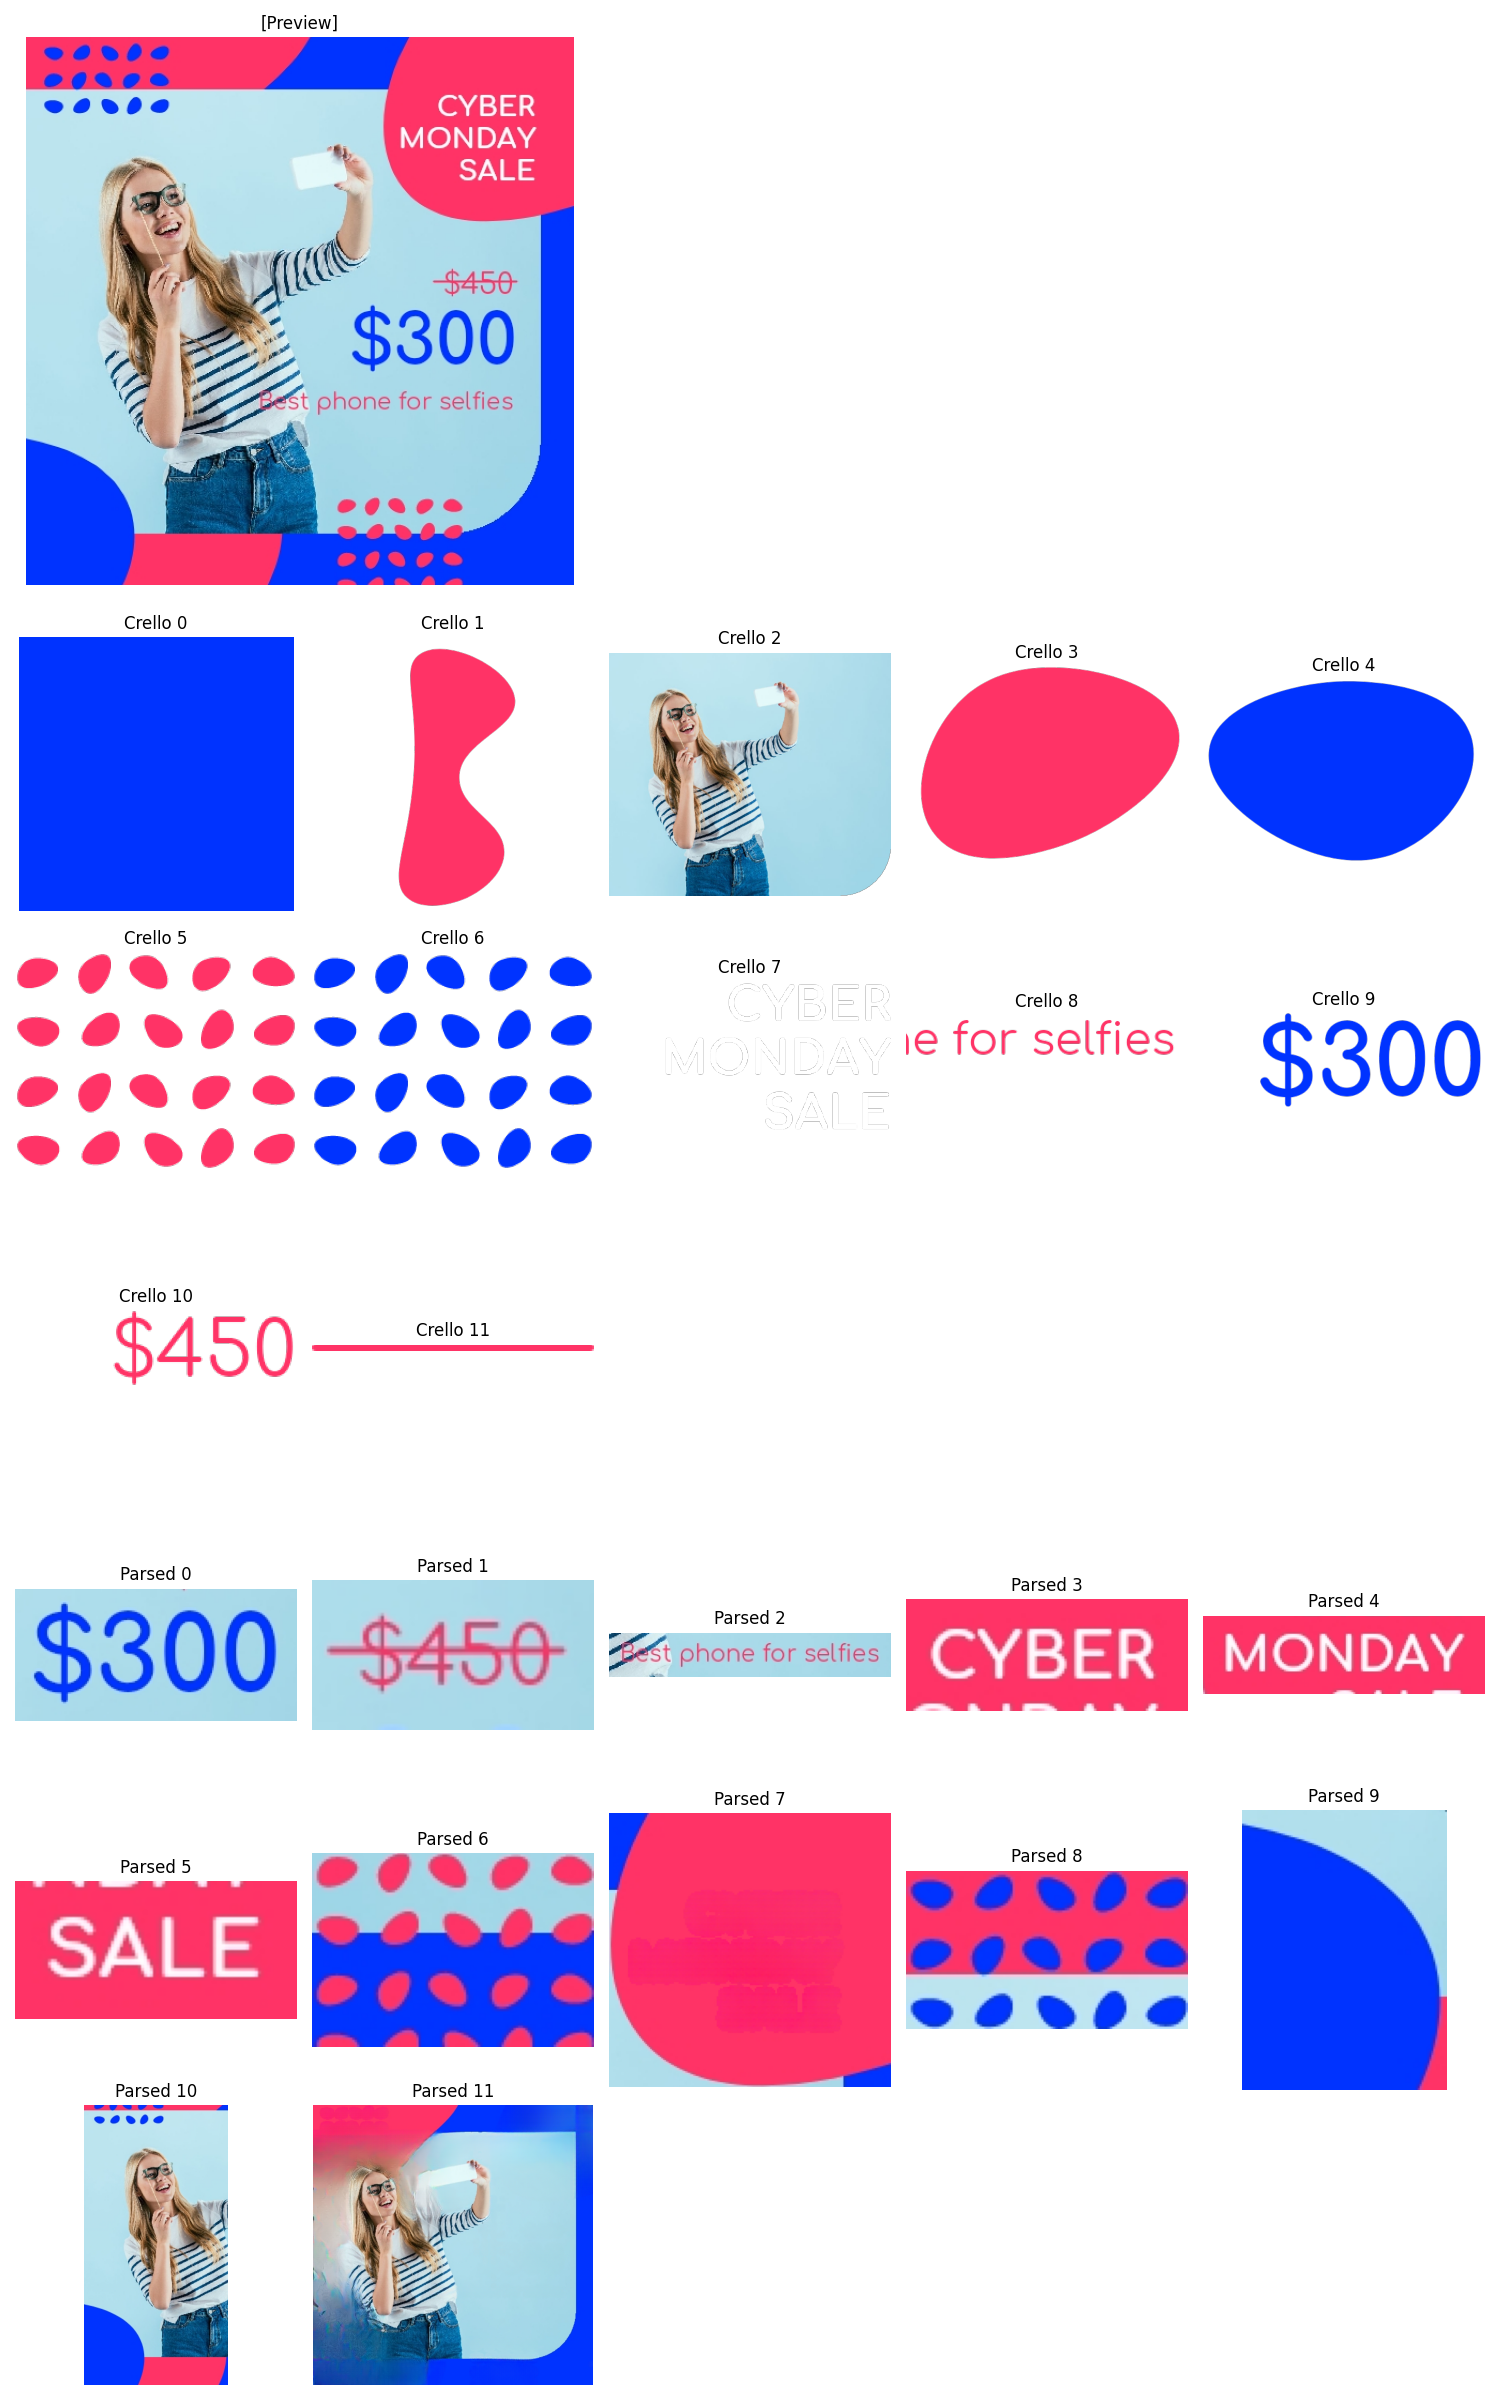 [Preview]
CYBER
MONDAY
SALE
$450
$300
Best phone for selfies
Crello 0
Crello 1
Crello 2
Crello 3
Crello 4
Crello 5
Crello 6
Crello 7
CYBER
MONDAY
SALE
Crello 8
e for selfies
Crello 9
$300
Crello 10
$450
Crello 11
Parsed 0
$300
Parsed 1
$450
Parsed 2
Best phone for selfies
Parsed 3
CYBER
Parsed 4
MONDAY
Parsed 5
SALE
Parsed 6
Parsed 7
Parsed 8
Parsed 9
Parsed 10
Parsed 11